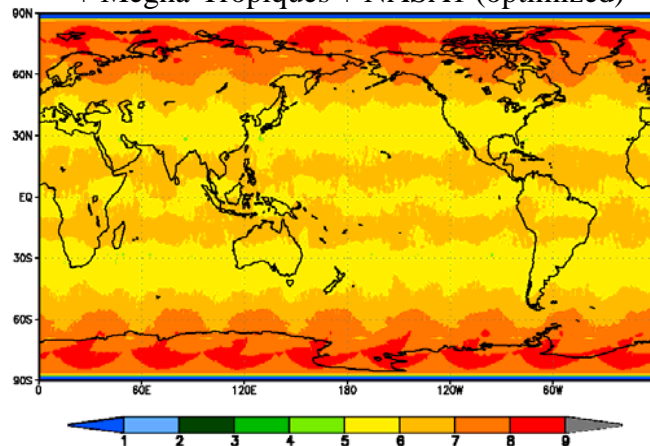 + Megha-Tropiques + NASA1 (optimized)
90N
60N
30N
EQ
30S
60S
90S
0 60E 120E 180 120W 60W
1 2 3 4 5 6 7 8 9